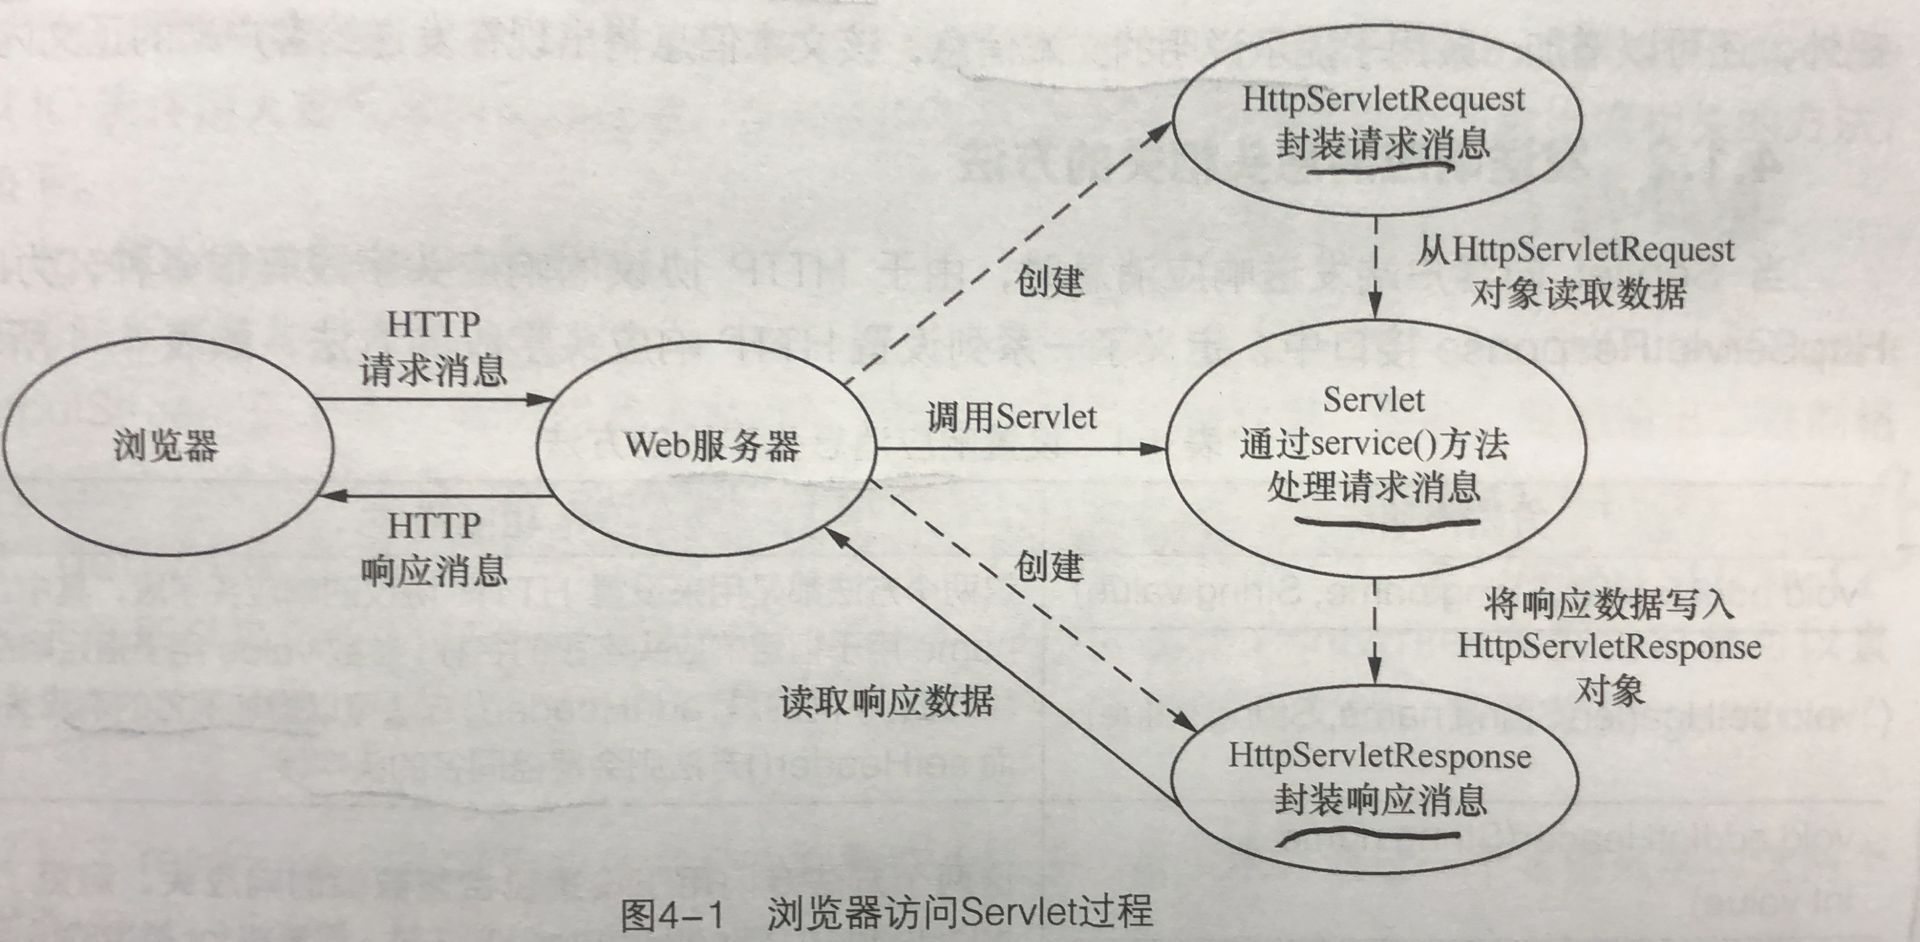 HttpServletRequest
封装请求消息
从HttpServletRequest
对象读取数据
创建
HTTP
请求消息
浏览器
Web服务器
调用Servlet
Servlet
通过service()方法
处理请求消息
HTTP
响应消息
创建
将响应数据写入
HttpServletResponse
对象
读取响应数据
HttpServletResponse
封装响应消息
图4-1 浏览器访问Servlet过程